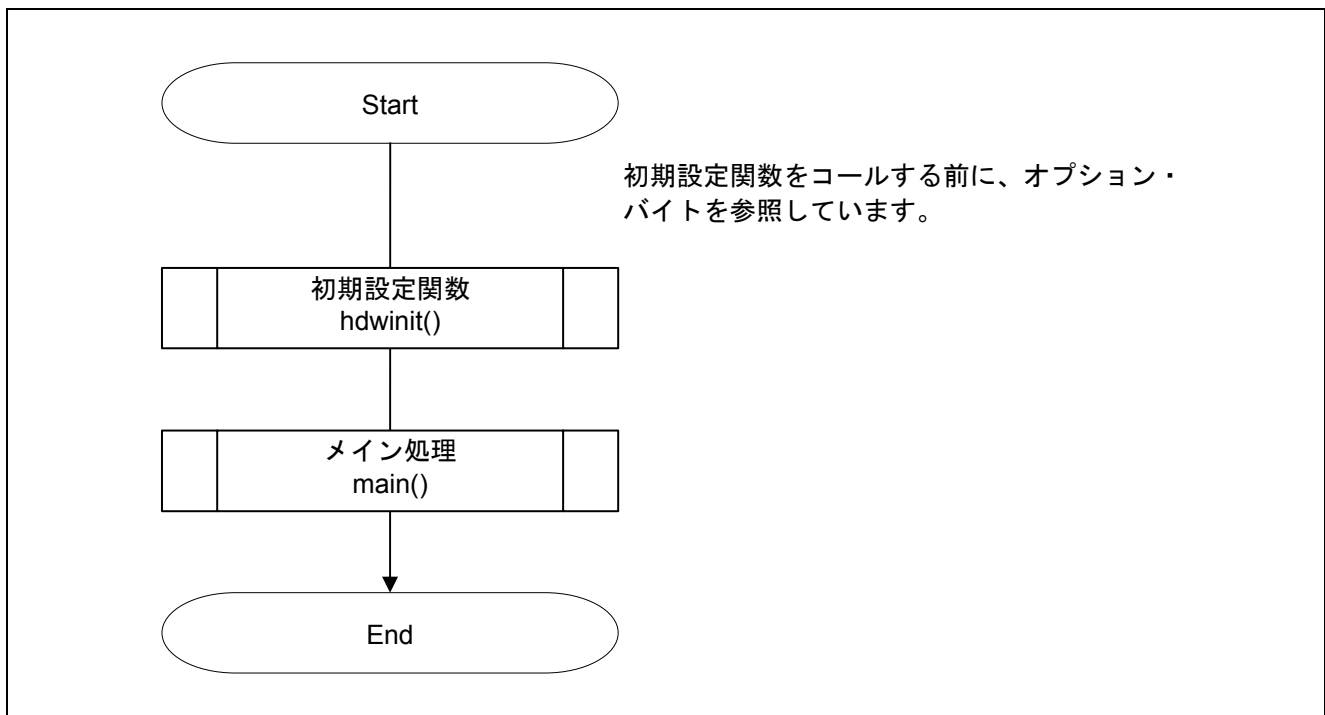 Start
初期設定関数をコールする前に、オプション・
バイトを参照しています。
初期設定関数
hdwinit()
メイン処理
main()
End